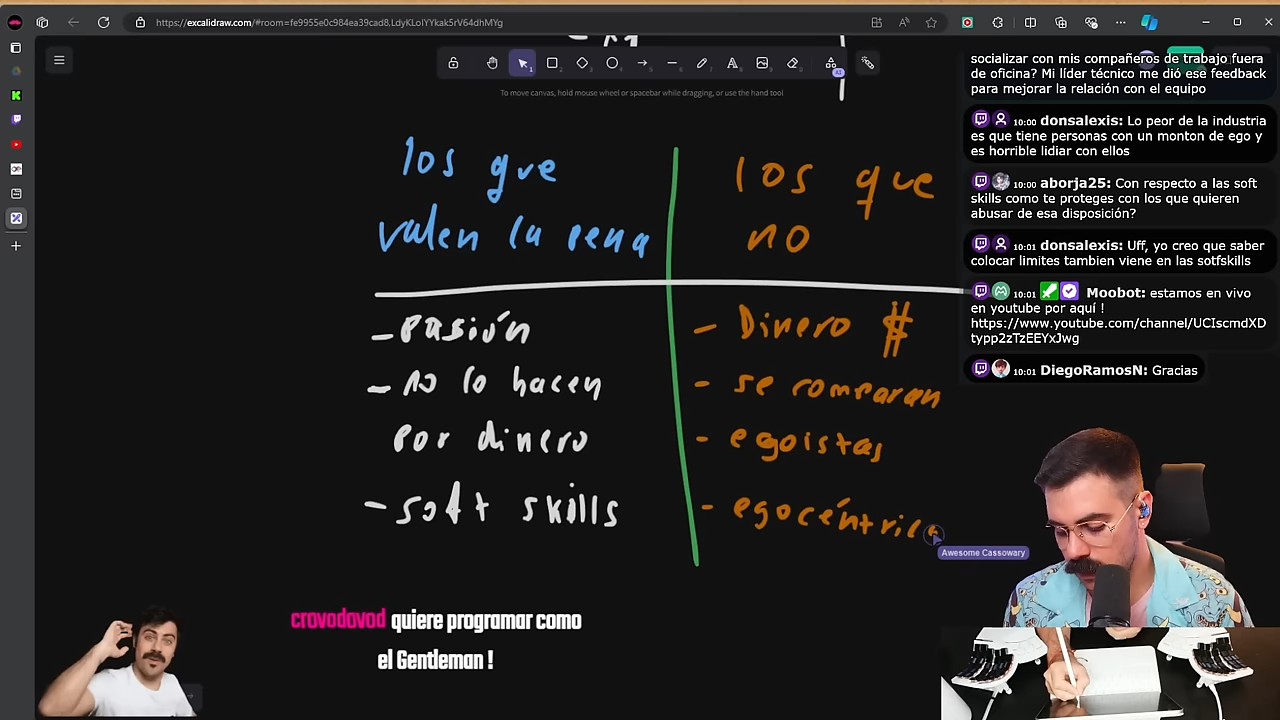 https://excalidraw.com/#room=fe9955e0c984ea39cad8,LdyKLoIYYkak5rV64dhMYg
To move canvas, hold mouse wheel or spacebar while dragging, or use the hand tool
los que
valen la pena
los que
no
- Pasión
- no lo hacen
por dinero
- soft skills
- Dinero $
- se comparan
- egoistas
- egocéntric
Awesome Cassowary
crovodovod quiere programar como
el Gentleman !
socializar con mis compañeros de trabajo fuera
de oficina? Mi líder técnico me dió ese feedback
para mejorar la relación con el equipo
10:00 donsalexis: Lo peor de la industria
es que tiene personas con un monton de ego y
es horrible lidiar con ellos
10:00 aborja25: Con respecto a las soft
skills como te proteges con los que quieren
abusar de esa disposición?
10:01 donsalexis: Uff, yo creo que saber
colocar limites tambien viene en las sotfskills
10:01 Moobot: estamos en vivo
en youtube por aquí !
https://www.youtube.com/channel/UCIscmdXD
typp2zTzEEYxJwg
10:01 DiegoRamosN: Gracias